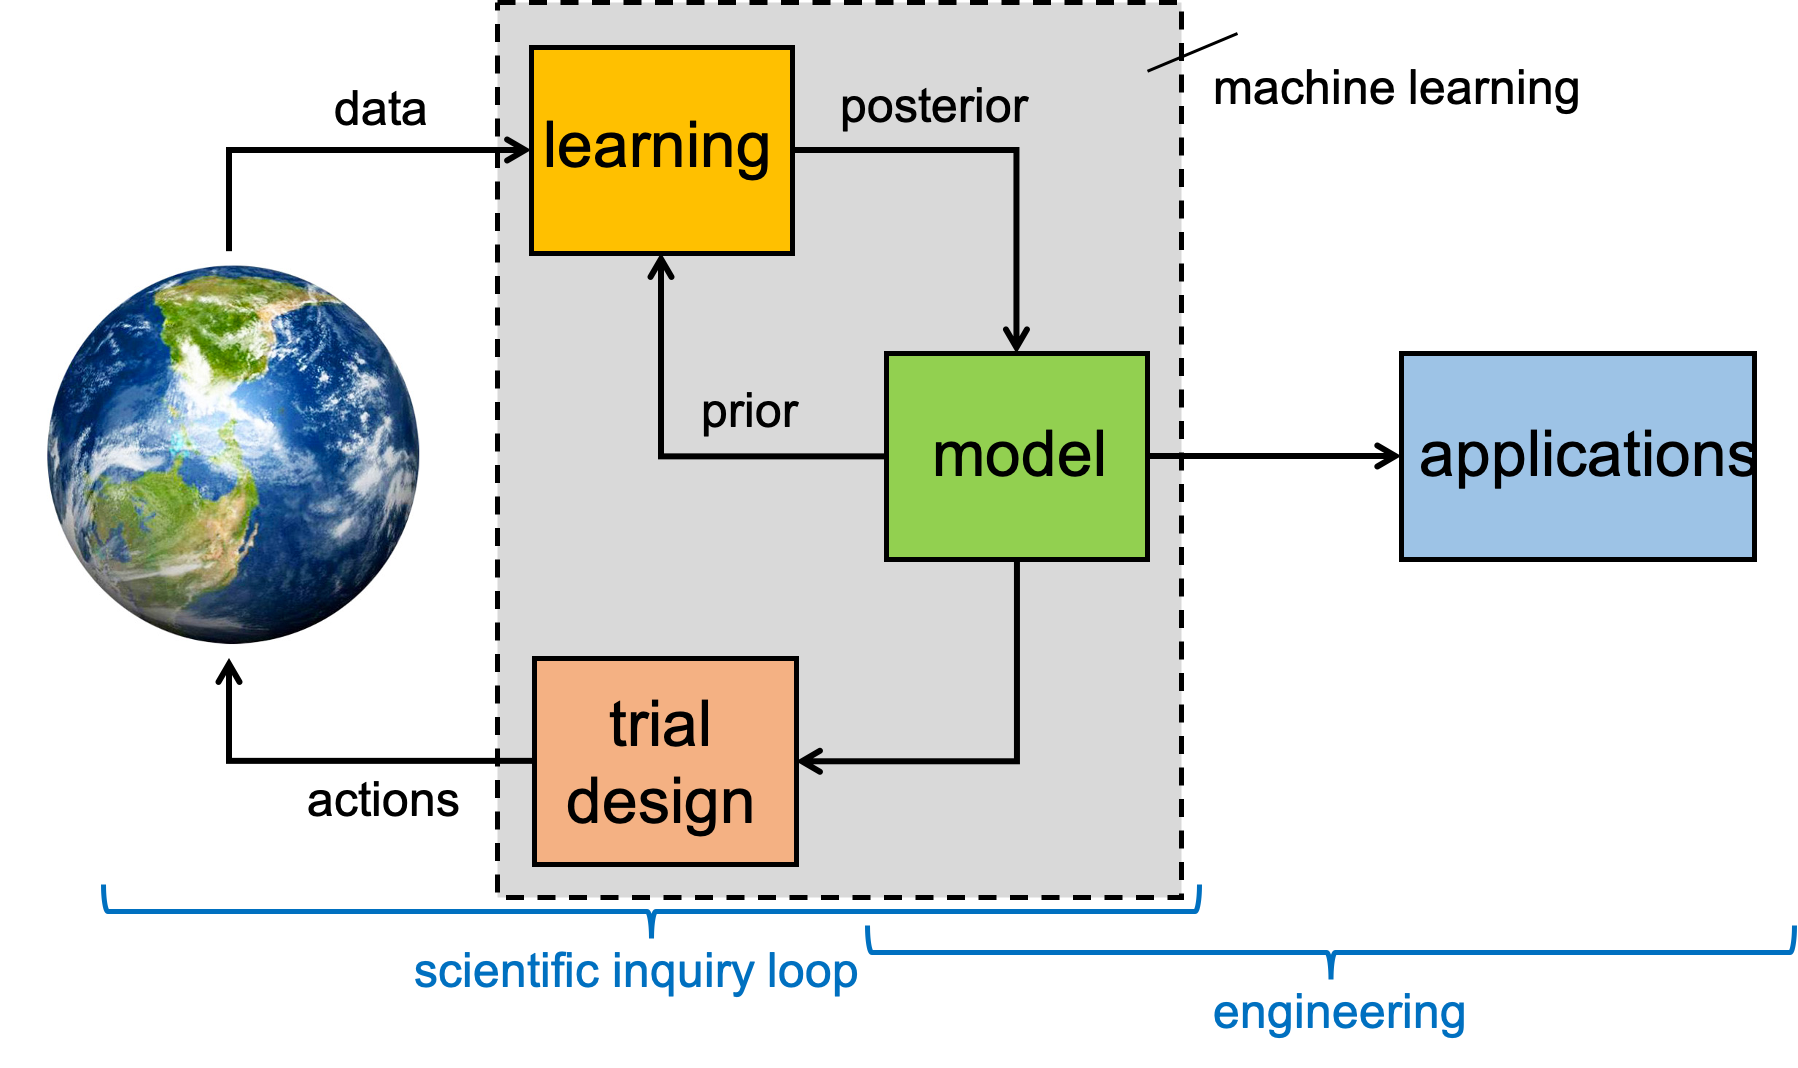 data
learning
posterior
machine learning
prior
model
applications
trial
design
actions
scientific inquiry loop
engineering